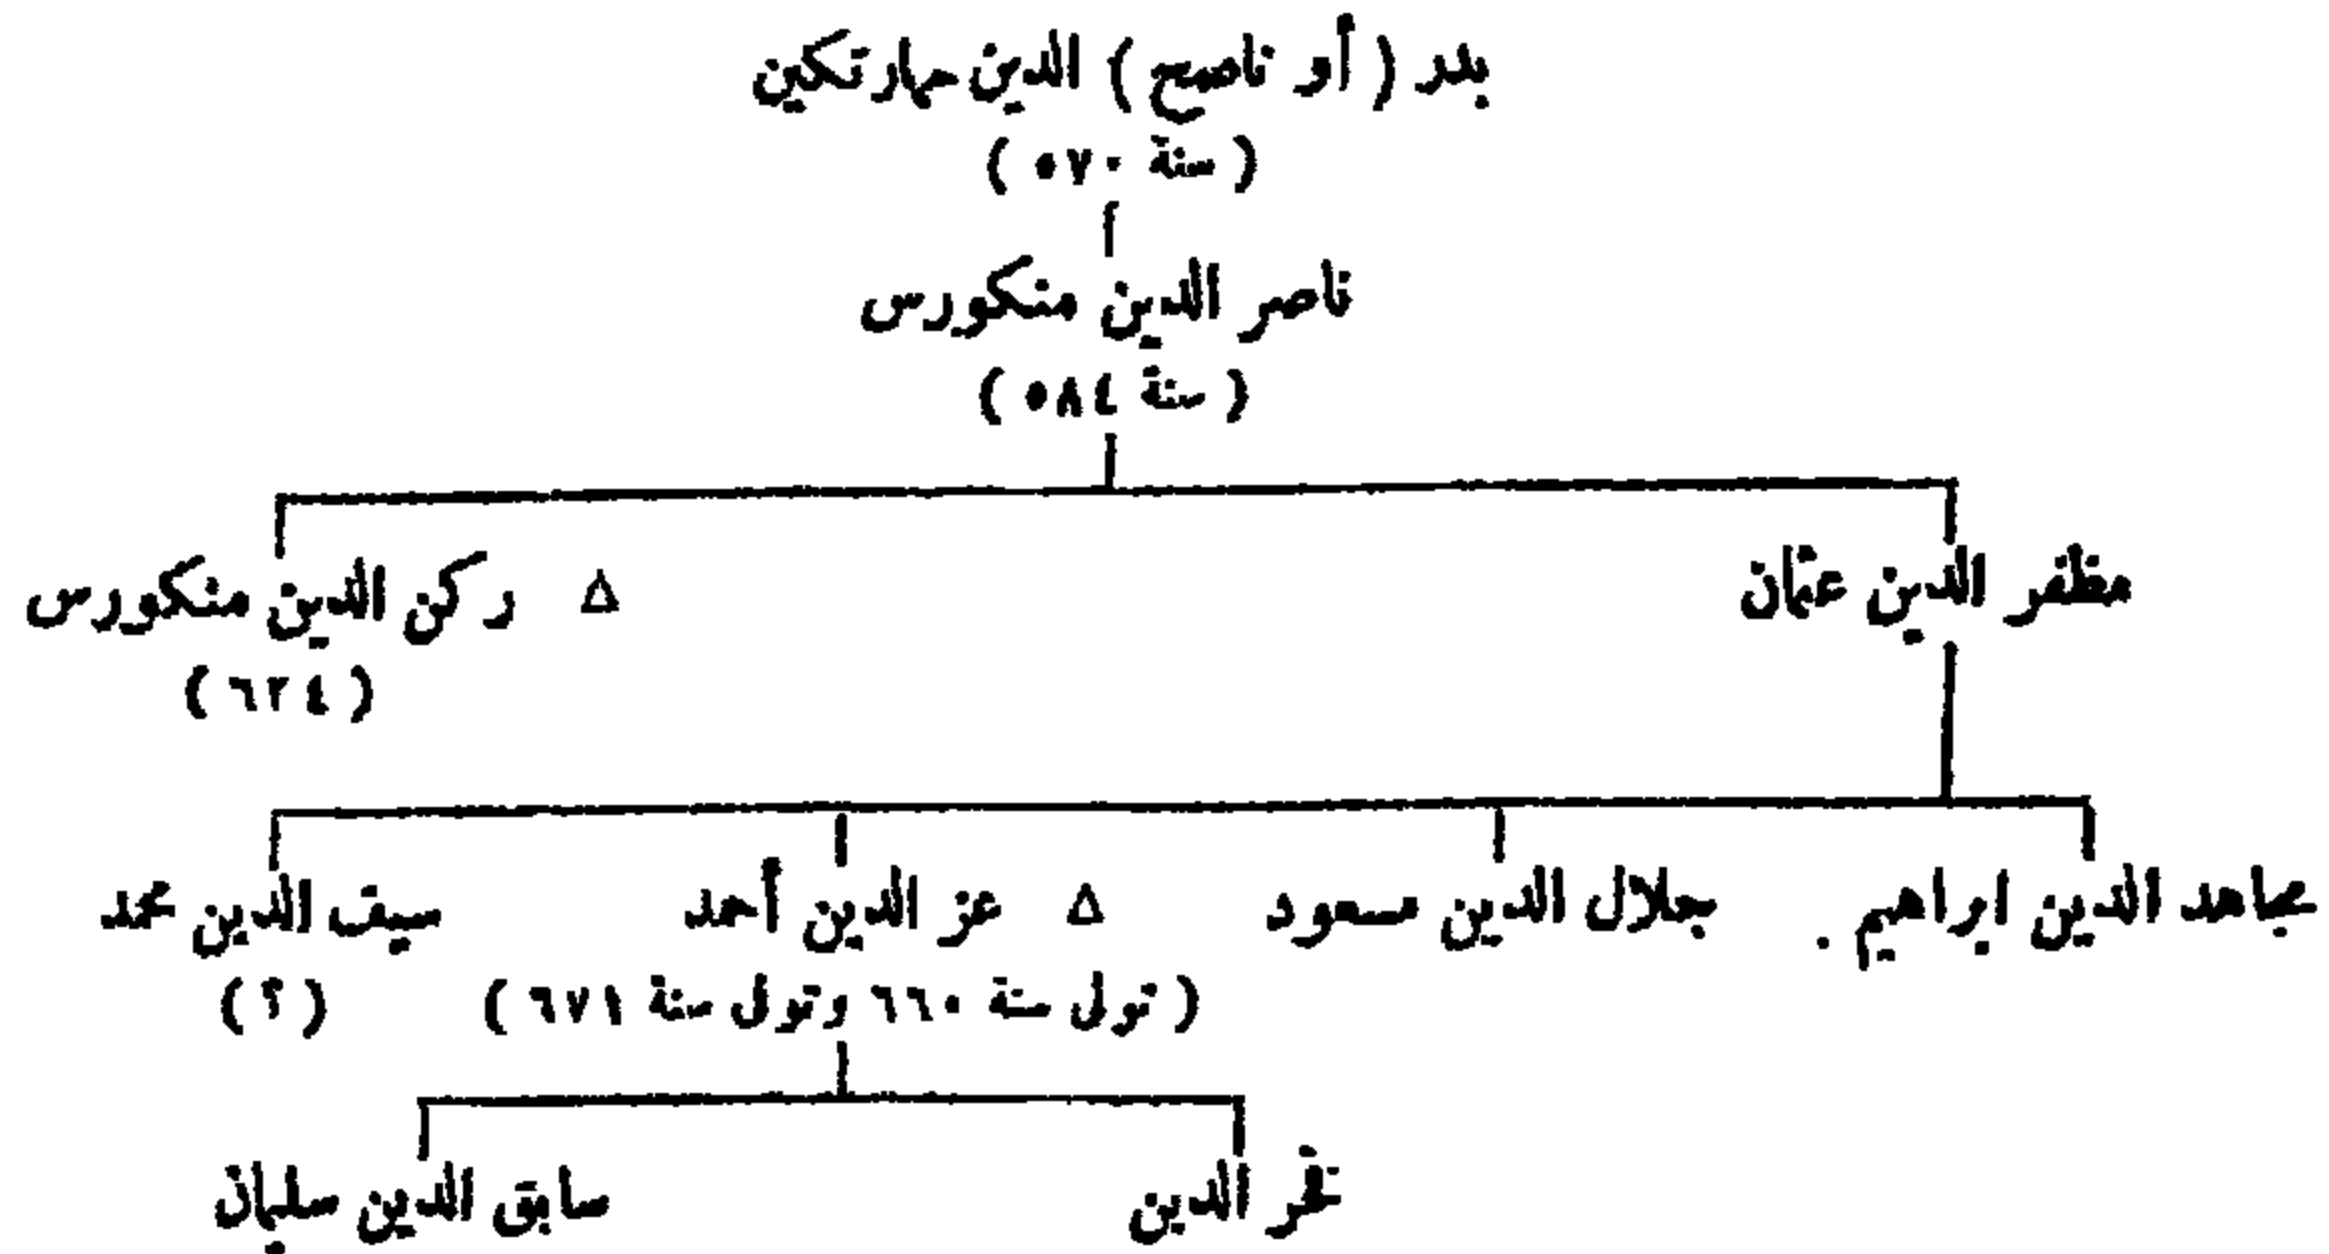 بدر ( أو ناصح ) الدين حمارتكين
( سنة ٥٧٠ )
ناصر الدين منكورس
( سنة ٥٨٤ )
مظفر الدين عثمان
∆ ركن الدين منكورس
( ٦٢٤ )
مجاهد الدين ابراهيم .
جلال الدين مسعود
∆ عز الدين أحمد
سيف الدين محمد
( تولى سنة ٦٦٠ وتوفى سنة ٦٧١ )
( ؟ )
فخر الدين
سابق الدين سليمان